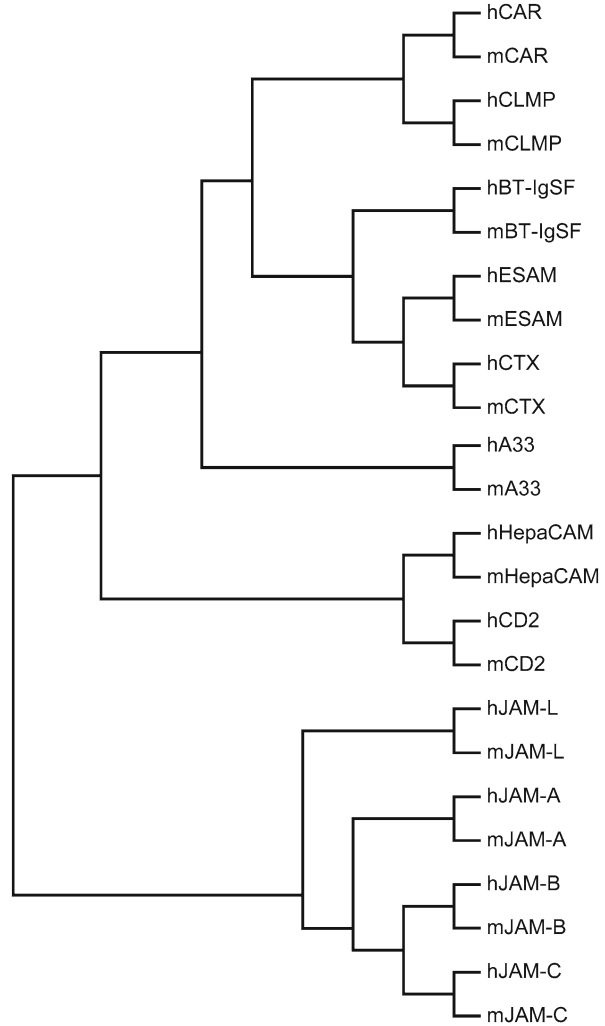 hCAR
mCAR
hCLMP
mCLMP
hBT-IgSF
mBT-IgSF
hESAM
mESAM
hCTX
mCTX
hA33
mA33
hHepaCAM
mHepaCAM
hCD2
mCD2
hJAM-L
mJAM-L
hJAM-A
mJAM-A
hJAM-B
mJAM-B
hJAM-C
mJAM-C